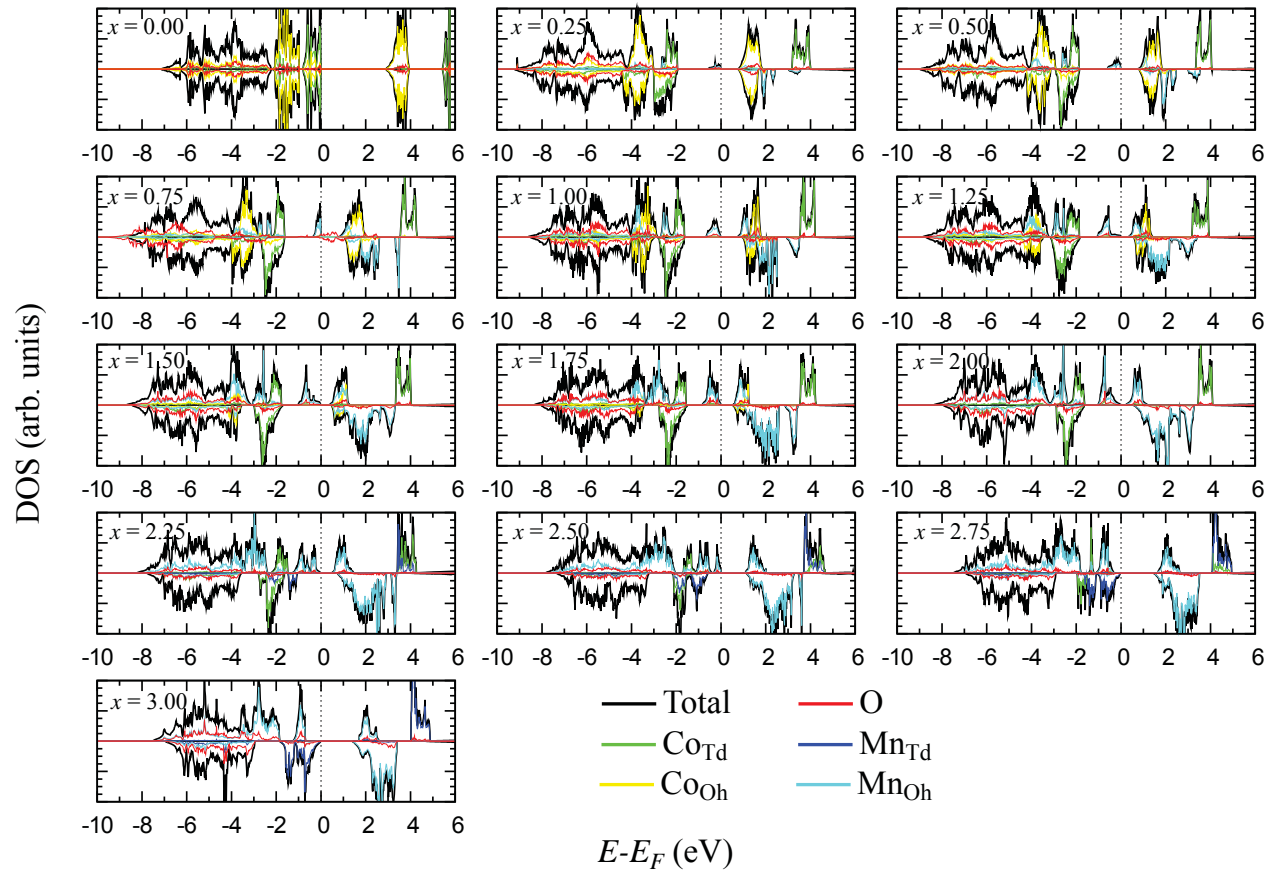 x = 0.00 x = 0.25 x = 0.50
-10 -8 -6 -4 -2 0 2 4 6 -10 -8 -6 -4 -2 0 2 4 6 -10 -8 -6 -4 -2 0 2 4 6
x = 0.75 x = 1.00 x = 1.25
-10 -8 -6 -4 -2 0 2 4 6 -10 -8 -6 -4 -2 0 2 4 6 -10 -8 -6 -4 -2 0 2 4 6
DOS (arb. units)
x = 1.50 x = 1.75 x = 2.00
-10 -8 -6 -4 -2 0 2 4 6 -10 -8 -6 -4 -2 0 2 4 6 -10 -8 -6 -4 -2 0 2 4 6
x = 2.25 x = 2.50 x = 2.75
-10 -8 -6 -4 -2 0 2 4 6 -10 -8 -6 -4 -2 0 2 4 6 -10 -8 -6 -4 -2 0 2 4 6
x = 3.00
-10 -8 -6 -4 -2 0 2 4 6
Total O
CoTd MnTd
CoOh MnOh
E-EF (eV)